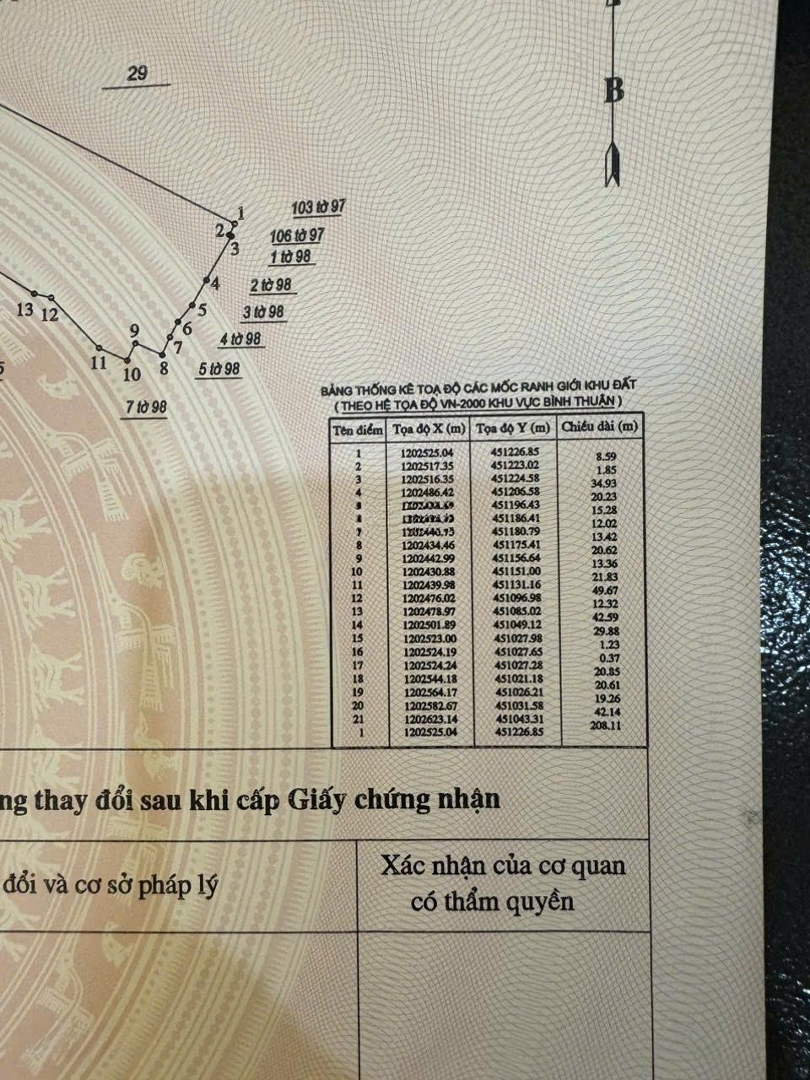 29
B
1
103 tờ 97
2
3
106 tờ 97
1 tờ 98
4
2 tờ 98
13 12
5
3 tờ 98
6
9
7
4 tờ 98
11
10
8
5 tờ 98
7 tờ 98
BẢNG THỐNG KÊ TOẠ ĐỘ CÁC MỐC RANH GIỚI KHU ĐẤT
( THEO HỆ TỌA ĐỘ VN-2000 KHU VỰC BÌNH THUẬN )
Tên điểm Tọa độ X (m) Tọa độ Y (m) Chiều dài (m)
1 1202525.04 451226.85
8.59
2 1202517.35 451223.02
1.85
3 1202516.35 451224.58
34.93
4 1202486.42 451206.58
20.23
451196.43
15.28
451186.41
12.02
7 451180.79
13.42
8 1202434.46 451175.41
20.62
9 1202442.99 451156.64
13.36
10 1202430.88 451151.00
21.83
11 1202439.98 451131.16
49.67
12 1202476.02 451096.98
12.32
13 1202478.97 451085.02
42.59
14 1202501.89 451049.12
29.88
15 1202523.00 451027.98
1.23
16 1202524.19 451027.65
0.37
17 1202524.24 451027.28
20.85
18 1202544.18 451021.18
20.61
19 1202564.17 451026.21
19.26
20 1202582.67 451031.58
42.14
21 1202623.14 451043.31
208.11
1 1202525.04 451226.85
ng thay đổi sau khi cấp Giấy chứng nhận
đổi và cơ sở pháp lý
Xác nhận của cơ quan
có thẩm quyền